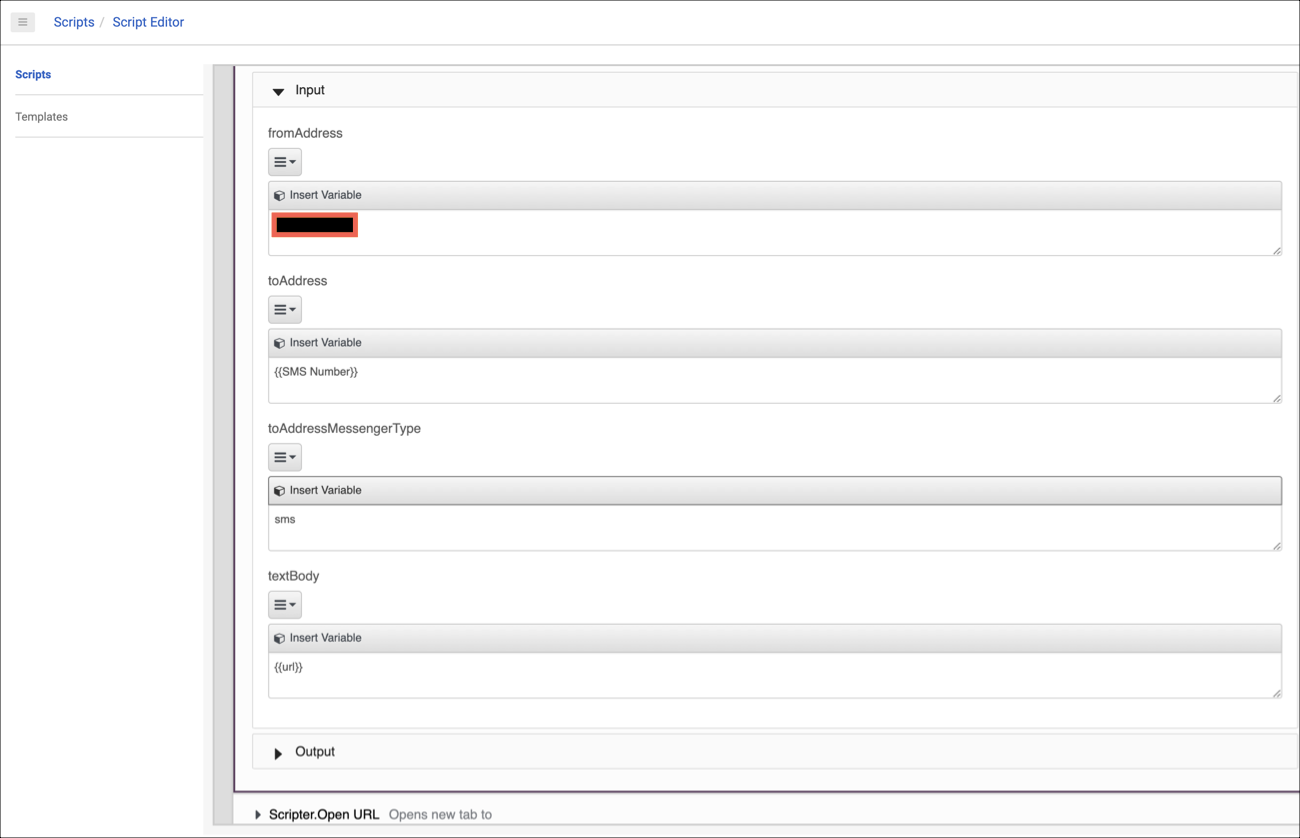 Scripts / Script Editor
Scripts
Templates
Input
fromAddress
Insert Variable
toAddress
Insert Variable
{{SMS Number}}
toAddressMessengerType
Insert Variable
sms
textBody
Insert Variable
{{url}}
Output
Scripter.Open URL Opens new tab to